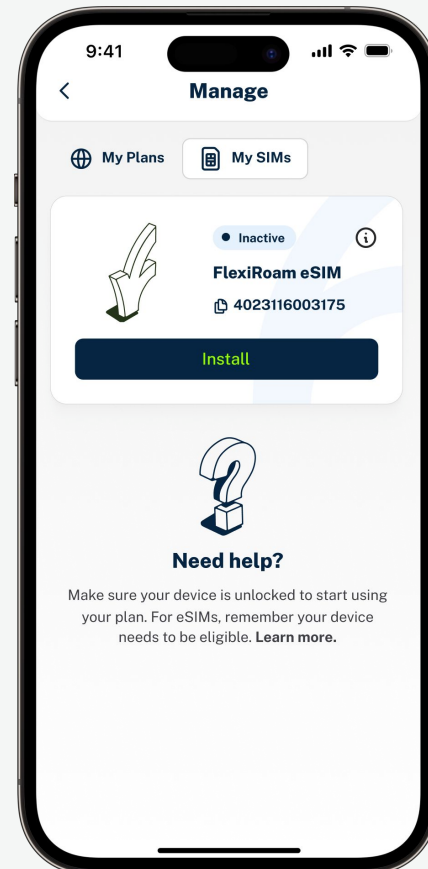 9:41
Manage
My Plans
My SIMs
Inactive
FlexiRoam eSIM
4023116003175
Install
Need help?
Make sure your device is unlocked to start using
your plan. For eSIMs, remember your device
needs to be eligible. Learn more.